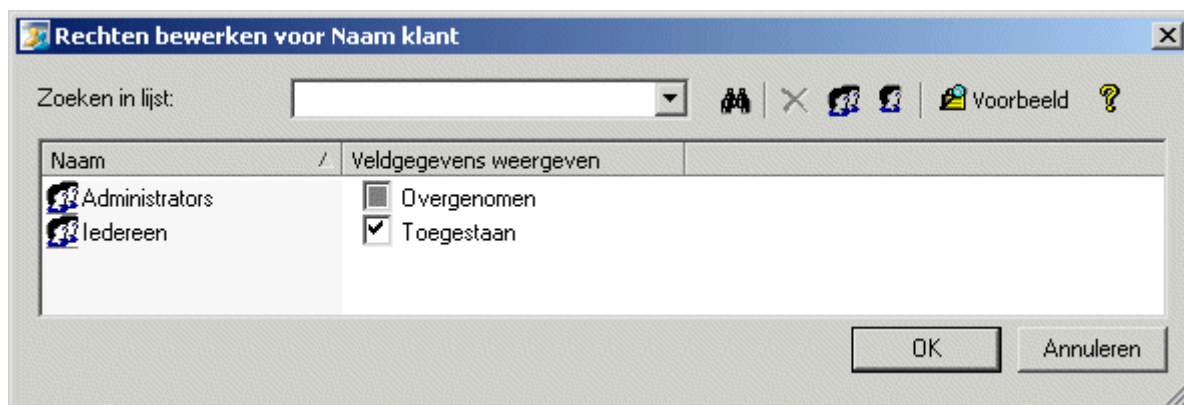 Rechten bewerken voor Naam klant
Zoeken in lijst: Voorbeeld
Naam Veldgegevens weergeven
Administrators Overgenomen
Iedereen Toegestaan
OK Annuleren